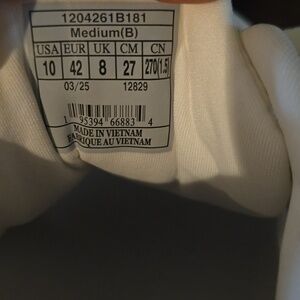 1204261B181
Medium(B)
USA EUR UK CM CN
10 42 8 27 270(1.5)
03/25 12829
1 95394 66883 4
MADE IN VIETNAM
FABRIQUE AU VIETNAM